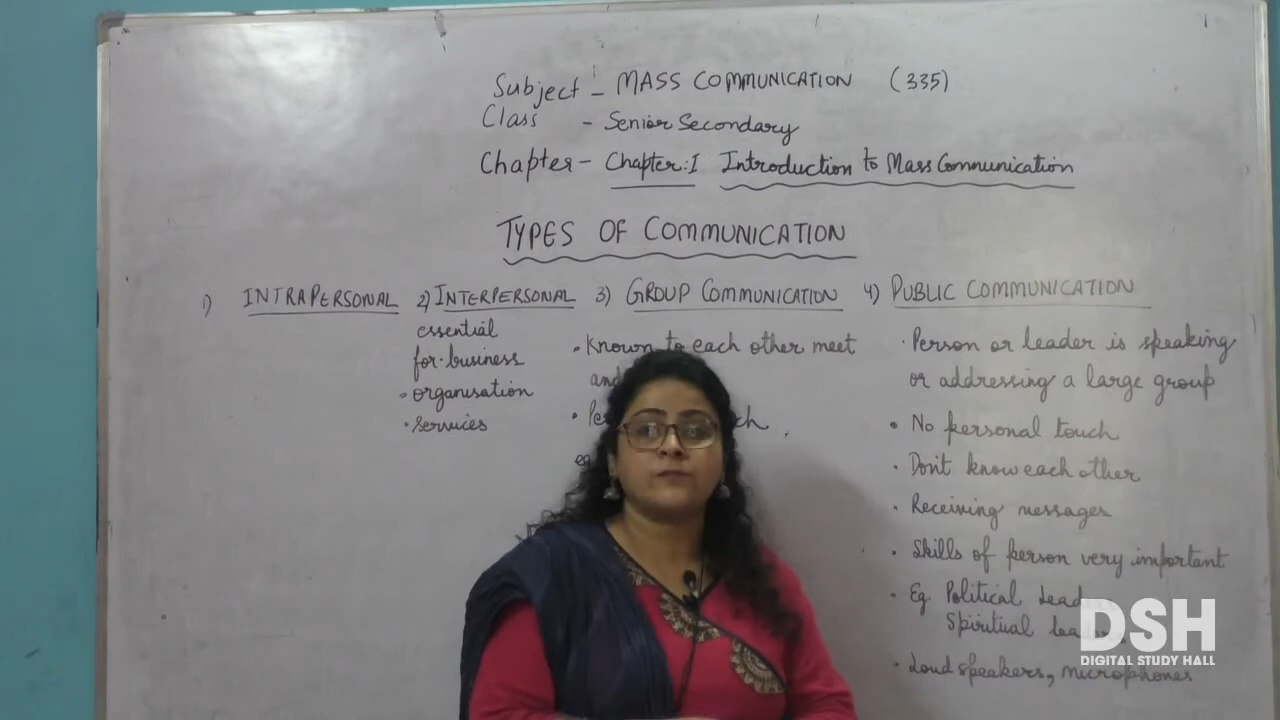 Subject - MASS COMMUNICATION (335)
Class - Senior Secondary
Chapter - Chapter:I Introduction to Mass Communication
TYPES OF COMMUNICATION
1) INTRAPERSONAL
2) INTERPERSONAL
essential
for business
• organisation
• services
3) GROUP COMMUNICATION
• Known to each other meet
and
•
eg
4) PUBLIC COMMUNICATION
• Person or leader is speaking
or addressing a large group
• No personal touch
• Don't know each other
• Receiving messages
• Skills of person very important
• Eg Political
Spiritual
• Loud speakers, microphones
DSH
DIGITAL STUDY HALL